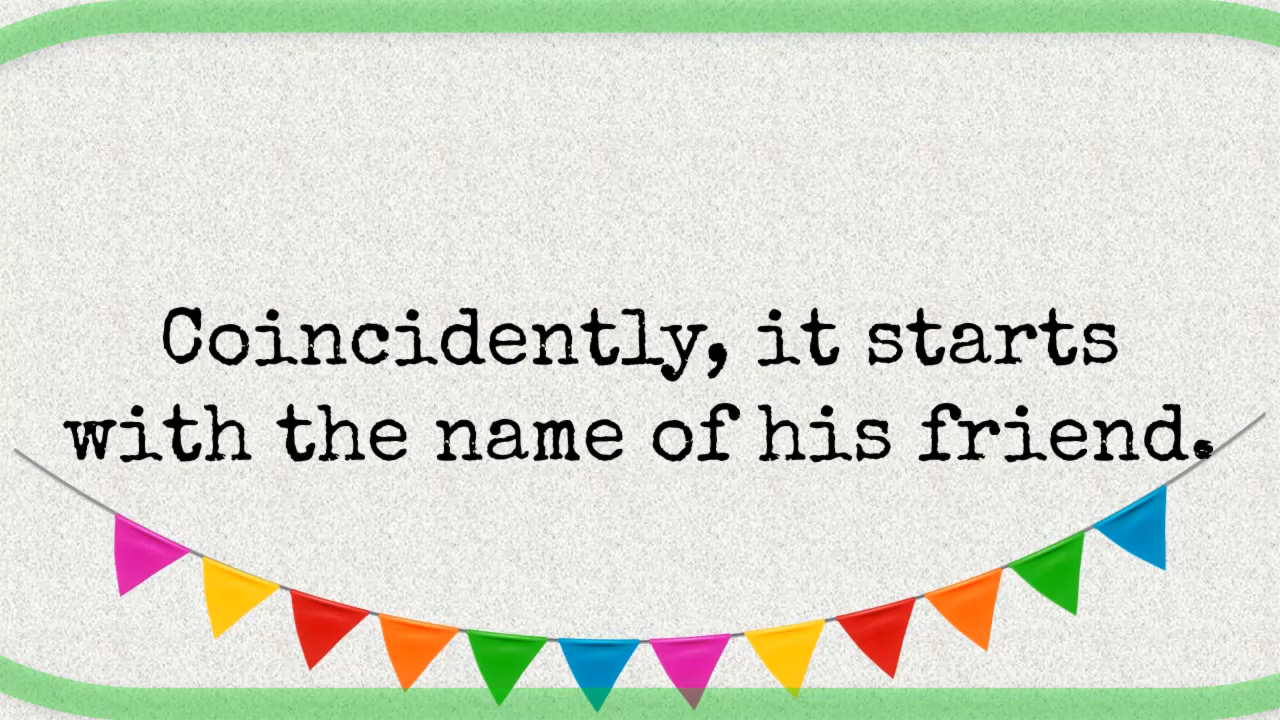 Coincidently, it starts
with the name of his friend.